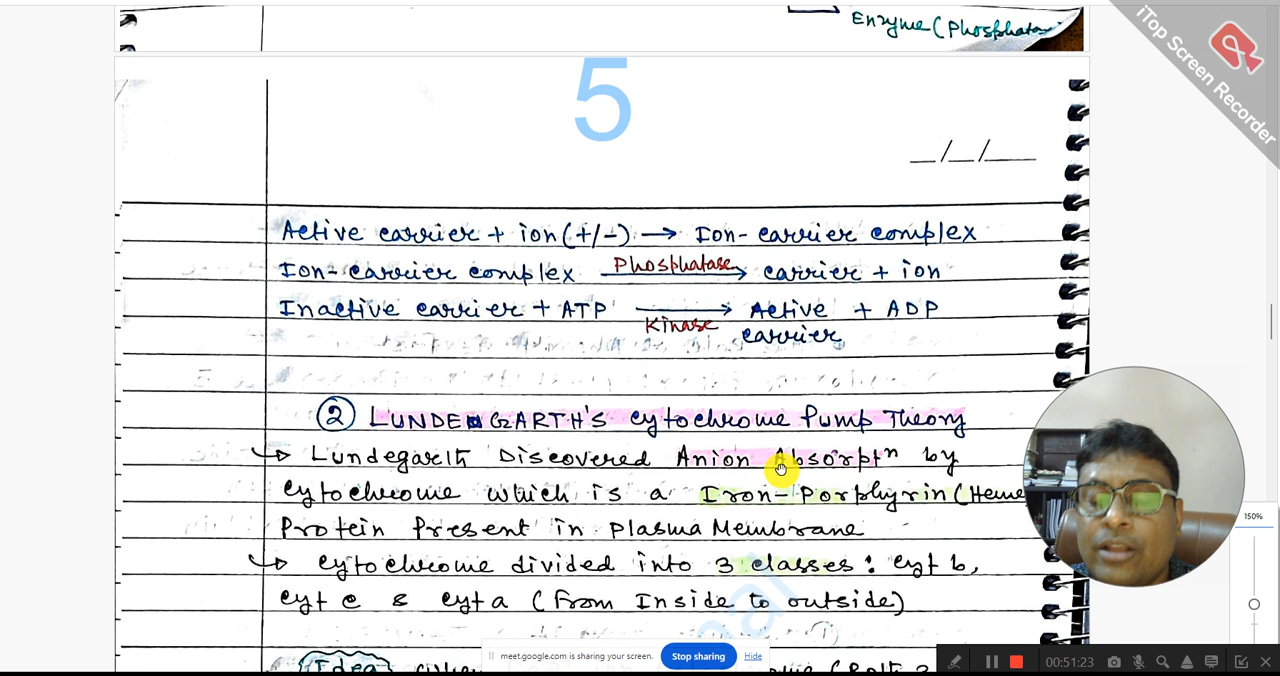 Enzyme (Phosphata
iTop Screen Recorder
5
_/_/__
Active carrier + ion (+/-) → Ion-carrier complex
Ion-carrier complex Phosphatase → carrier + ion
Inactive carrier + ATP → Active + ADP
Kinase carrier
② LUNDEGARTH'S cytochrome Pump Theory
↳ Lundegarth Discovered Anion Absorptⁿ by
cytochrome which is a Iron-Porphyrin (Heme
Protein Present in Plasma Membrane
↳ cytochrome divided into 3 classes: cyt b,
cyt c & cyt a (From Inside to outside)
150%
meet.google.com is sharing your screen.
Stop sharing
Hide
00:51:23
Idea